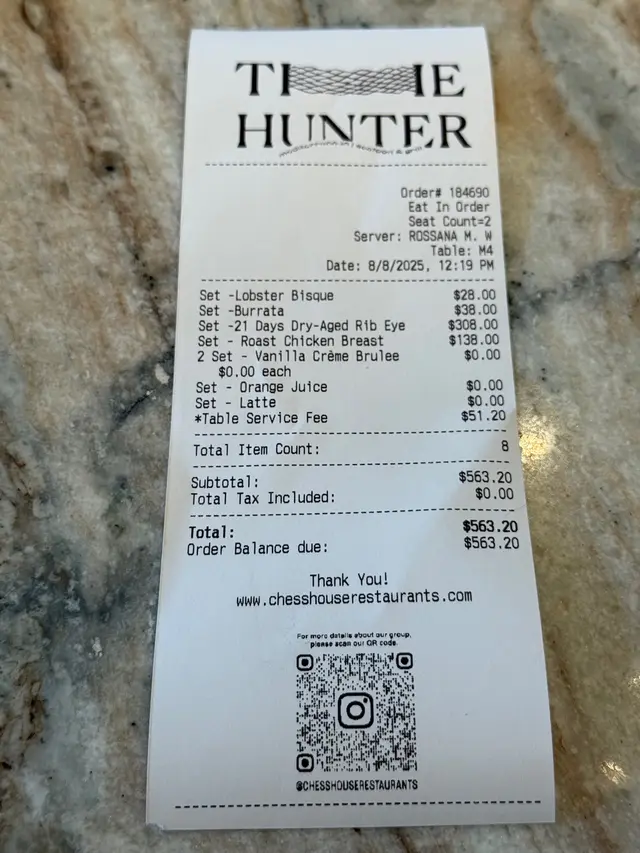 THE
HUNTER
Order# 184690
Eat In Order
Seat Count=2
Server: ROSSANA M. W
Table: M4
Date: 8/8/2025, 12:19 PM
Set -Lobster Bisque $28.00
Set -Burrata $38.00
Set -21 Days Dry-Aged Rib Eye $308.00
Set - Roast Chicken Breast $138.00
2 Set - Vanilla Crême Brulee $0.00
$0.00 each
Set - Orange Juice $0.00
Set - Latte $0.00
*Table Service Fee $51.20
Total Item Count: 8
Subtotal: $563.20
Total Tax Included: $0.00
Total: $563.20
Order Balance due: $563.20
Thank You!
www.chesshouserestaurants.com
For more details about our group,
please scan our QR code.
@CHESSHOUSERESTAURANTS